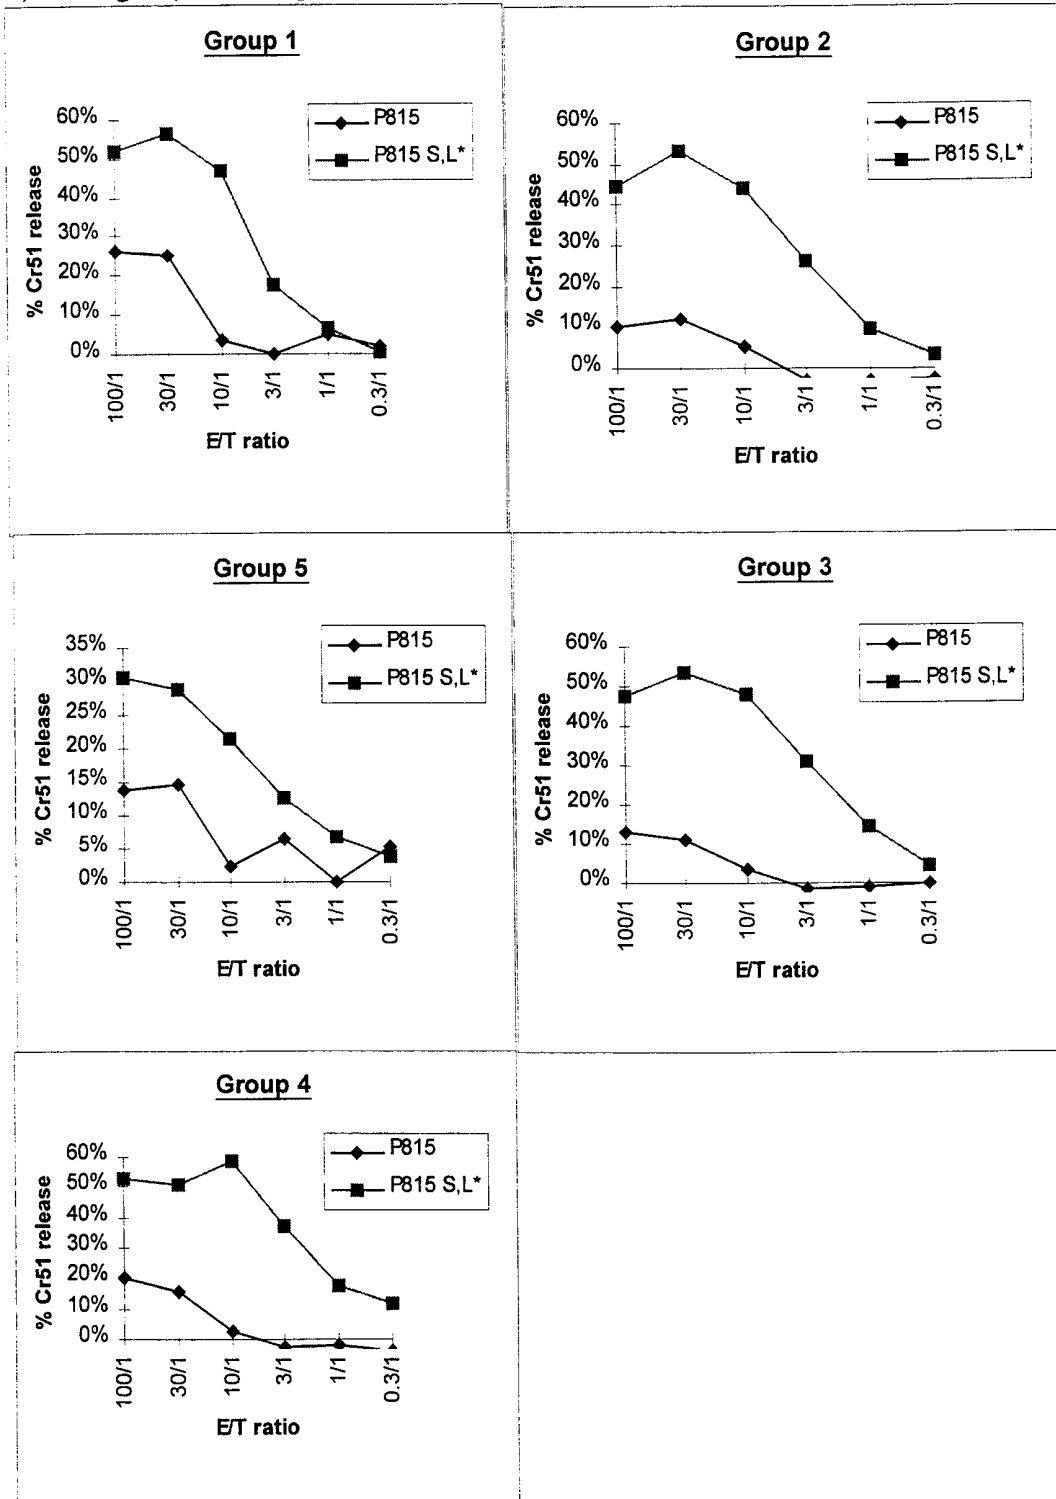 Group 1
P815
P815 S,L*
% Cr51 release
60%
50%
40%
30%
20%
10%
0%
100/1
30/1
10/1
3/1
1/1
0.3/1
E/T ratio
Group 2
P815
P815 S,L*
% Cr51 release
60%
50%
40%
30%
20%
10%
0%
100/1
30/1
10/1
3/1
1/1
0.3/1
E/T ratio
Group 5
P815
P815 S,L*
% Cr51 release
35%
30%
25%
20%
15%
10%
5%
0%
100/1
30/1
10/1
3/1
1/1
0.3/1
E/T ratio
Group 3
P815
P815 S,L*
% Cr51 release
60%
50%
40%
30%
20%
10%
0%
100/1
30/1
10/1
3/1
1/1
0.3/1
E/T ratio
Group 4
P815
P815 S,L*
% Cr51 release
60%
50%
40%
30%
20%
10%
0%
100/1
30/1
10/1
3/1
1/1
0.3/1
E/T ratio